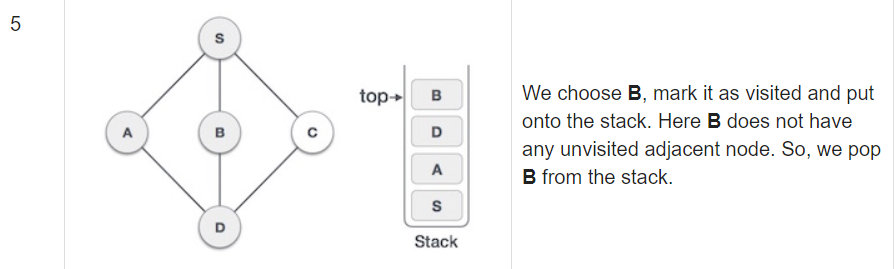 5
S
A
B
C
D
top
B
D
A
S
Stack
We choose B, mark it as visited and put
onto the stack. Here B does not have
any unvisited adjacent node. So, we pop
B from the stack.